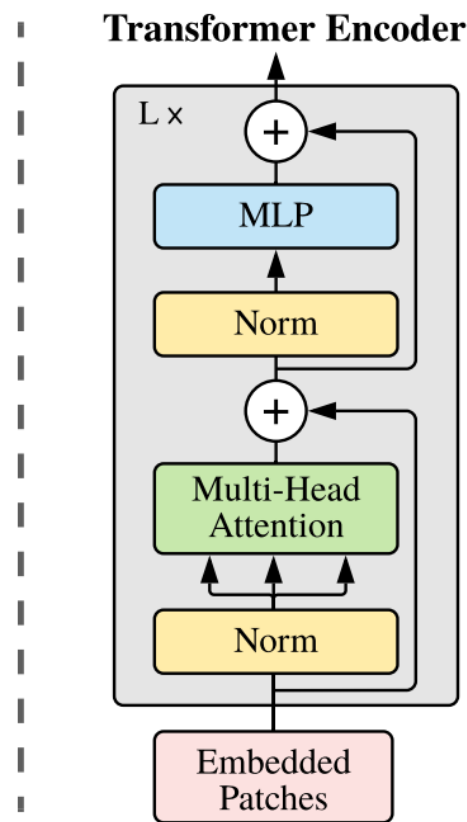 Transformer Encoder
L ×
+
MLP
Norm
+
Multi-Head
Attention
Norm
Embedded
Patches